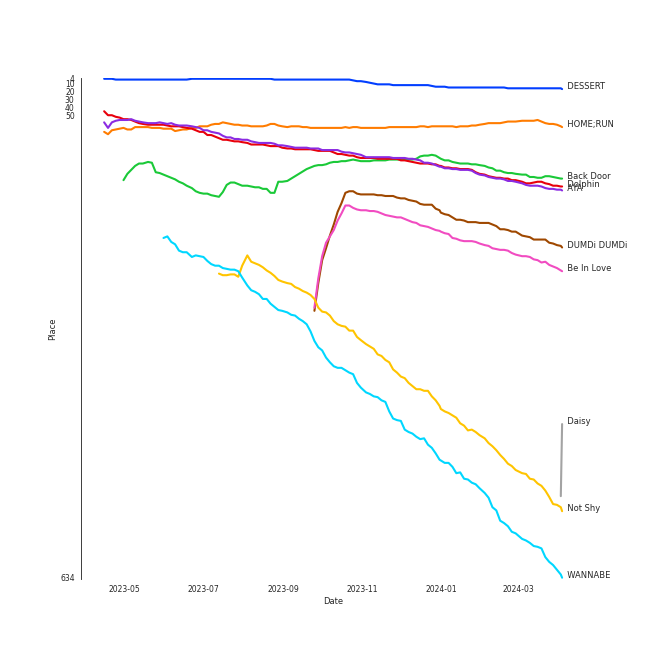 4
10
20
30
40
50
634
Place
2023-05
2023-07
2023-09
2023-11
2024-01
2024-03
Date
DESSERT
HOME;RUN
Back Door
Dolphin
AYA
DUMDi DUMDi
Be In Love
Daisy
Not Shy
WANNABE